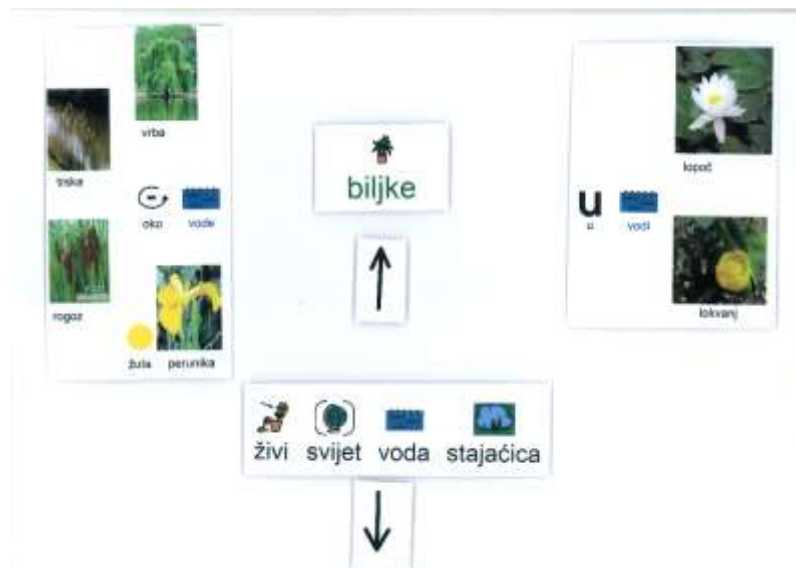 vrba
trska
oko vode
rogoz
žuta perunika
biljke
lopoč
u
u vodi
lokvanj
živi svijet voda stajaćica